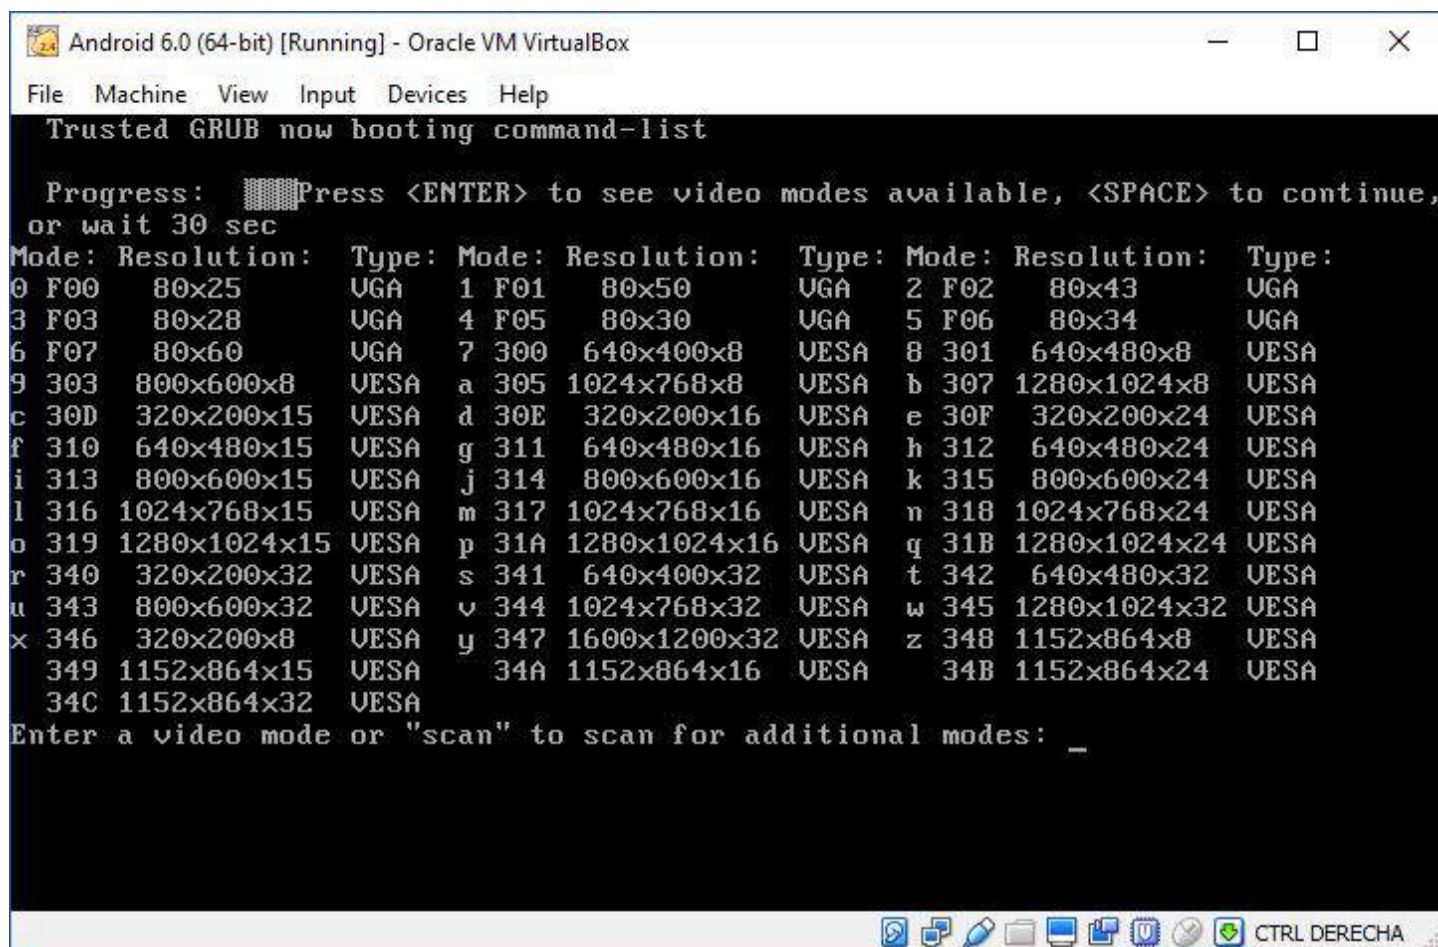 Android 6.0 (64-bit) [Running] - Oracle VM VirtualBox
File Machine View Input Devices Help
Trusted GRUB now booting command-list
Progress: ▒▒▒Press <ENTER> to see video modes available, <SPACE> to continue,
or wait 30 sec
Mode: Resolution: Type: Mode: Resolution: Type: Mode: Resolution: Type:
0 F00 80x25 VGA 1 F01 80x50 VGA 2 F02 80x43 VGA
3 F03 80x28 VGA 4 F05 80x30 VGA 5 F06 80x34 VGA
6 F07 80x60 VGA 7 300 640x400x8 VESA 8 301 640x480x8 VESA
9 303 800x600x8 VESA a 305 1024x768x8 VESA b 307 1280x1024x8 VESA
c 30D 320x200x15 VESA d 30E 320x200x16 VESA e 30F 320x200x24 VESA
f 310 640x480x15 VESA g 311 640x480x16 VESA h 312 640x480x24 VESA
i 313 800x600x15 VESA j 314 800x600x16 VESA k 315 800x600x24 VESA
l 316 1024x768x15 VESA m 317 1024x768x16 VESA n 318 1024x768x24 VESA
o 319 1280x1024x15 VESA p 31A 1280x1024x16 VESA q 31B 1280x1024x24 VESA
r 340 320x200x32 VESA s 341 640x400x32 VESA t 342 640x480x32 VESA
u 343 800x600x32 VESA v 344 1024x768x32 VESA w 345 1280x1024x32 VESA
x 346 320x200x8 VESA y 347 1600x1200x32 VESA z 348 1152x864x8 VESA
349 1152x864x15 VESA 34A 1152x864x16 VESA 34B 1152x864x24 VESA
34C 1152x864x32 VESA
Enter a video mode or "scan" to scan for additional modes: _
CTRL DERECHA